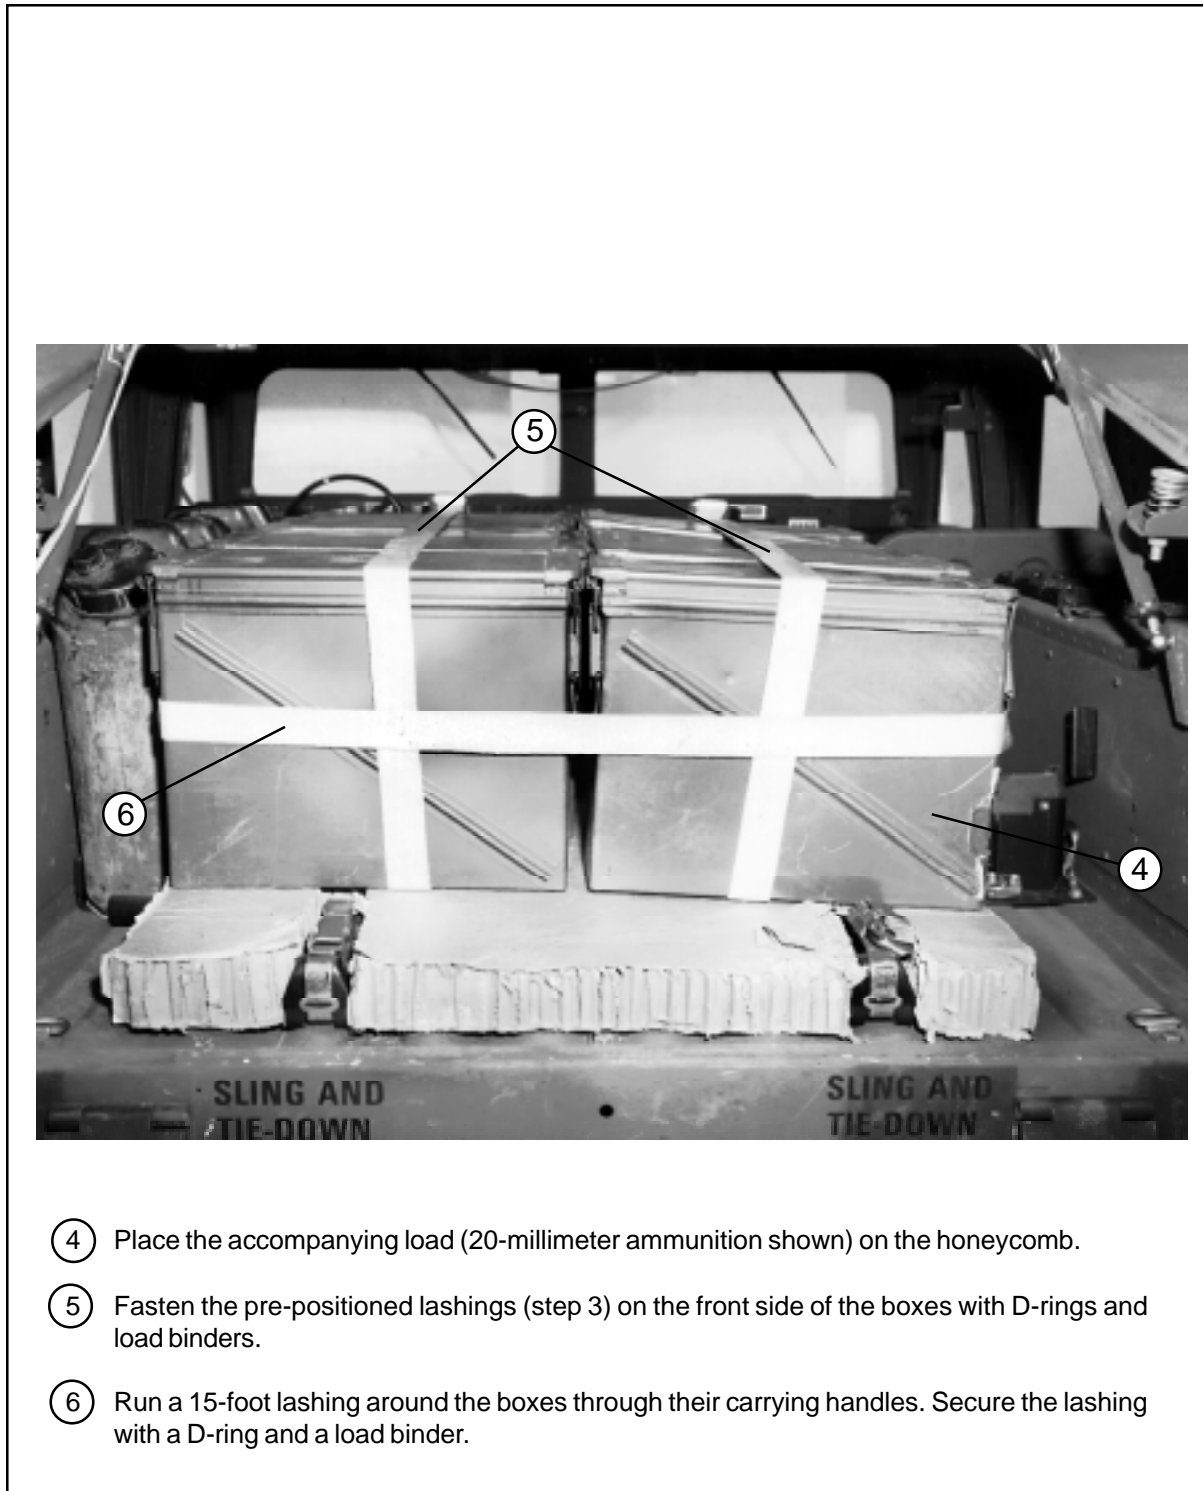 5
6
4
SLING AND
TIE-DOWN
SLING AND
TIE-DOWN
4 Place the accompanying load (20-millimeter ammunition shown) on the honeycomb.
5 Fasten the pre-positioned lashings (step 3) on the front side of the boxes with D-rings and
load binders.
6 Run a 15-foot lashing around the boxes through their carrying handles. Secure the lashing
with a D-ring and a load binder.